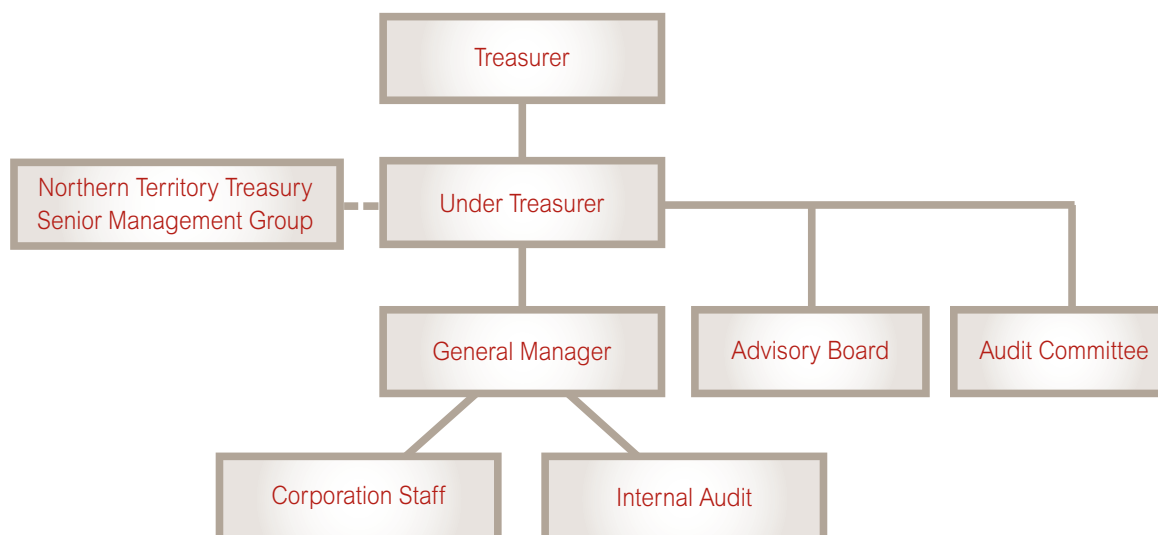 Treasurer
Northern Territory Treasury
Senior Management Group
Under Treasurer
General Manager
Advisory Board
Audit Committee
Corporation Staff
Internal Audit